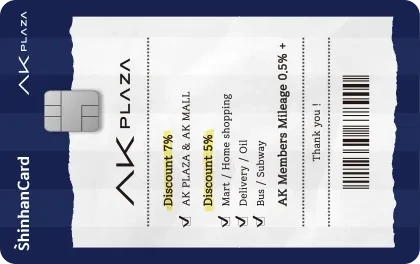 AK PLAZA
ShinhanCard
AK PLAZA
Discount 7%
AK PLAZA & AK MALL
Discount 5%
Mart / Home shopping
Delivery / Oil
Bus / Subway
AK Members Mileage 0,5% +
Thank you !